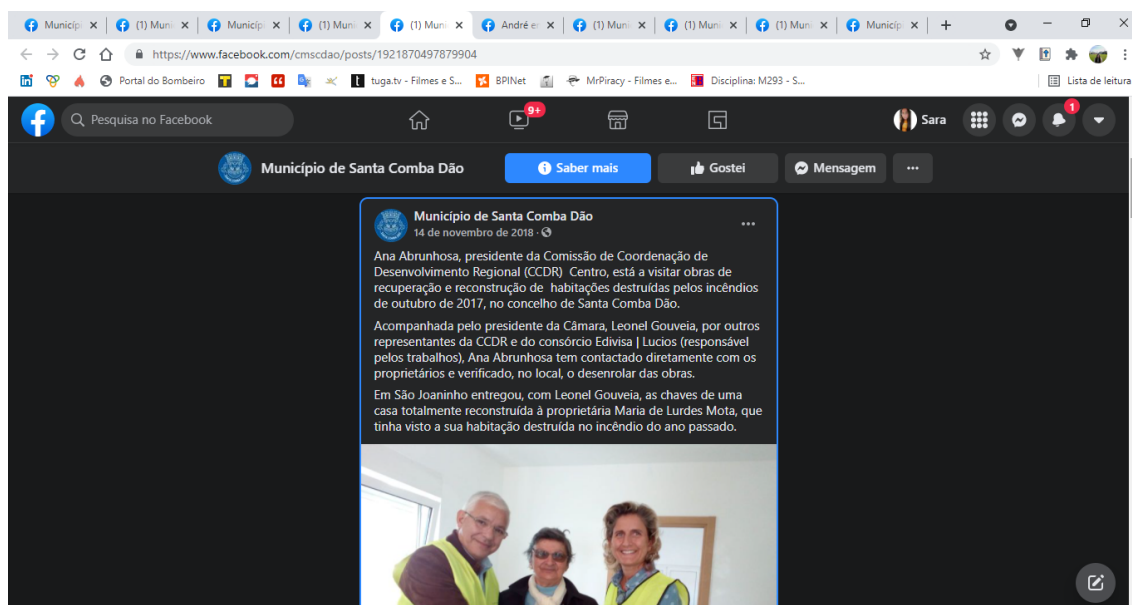 Municíp
(1) Muni
Municíp
(1) Muni
(1) Muni
André e
(1) Muni
(1) Muni
(1) Muni
Municíp
https://www.facebook.com/cmscdao/posts/1921870497879904
Portal do Bombeiro
tuga.tv - Filmes e S...
BPINet
MrPiracy - Filmes e...
Disciplina: M293 - S...
Lista de leitura
Pesquisa no Facebook
9+
Sara
1
Município de Santa Comba Dão
Saber mais
Gostei
Mensagem
Município de Santa Comba Dão
14 de novembro de 2018 ·
Ana Abrunhosa, presidente da Comissão de Coordenação de
Desenvolvimento Regional (CCDR) Centro, está a visitar obras de
recuperação e reconstrução de habitações destruídas pelos incêndios
de outubro de 2017, no concelho de Santa Comba Dão.
Acompanhada pelo presidente da Câmara, Leonel Gouveia, por outros
representantes da CCDR e do consórcio Edivisa | Lucios (responsável
pelos trabalhos), Ana Abrunhosa tem contactado diretamente com os
proprietários e verificado, no local, o desenrolar das obras.
Em São Joaninho entregou, com Leonel Gouveia, as chaves de uma
casa totalmente reconstruída à proprietária Maria de Lurdes Mota, que
tinha visto a sua habitação destruída no incêndio do ano passado.